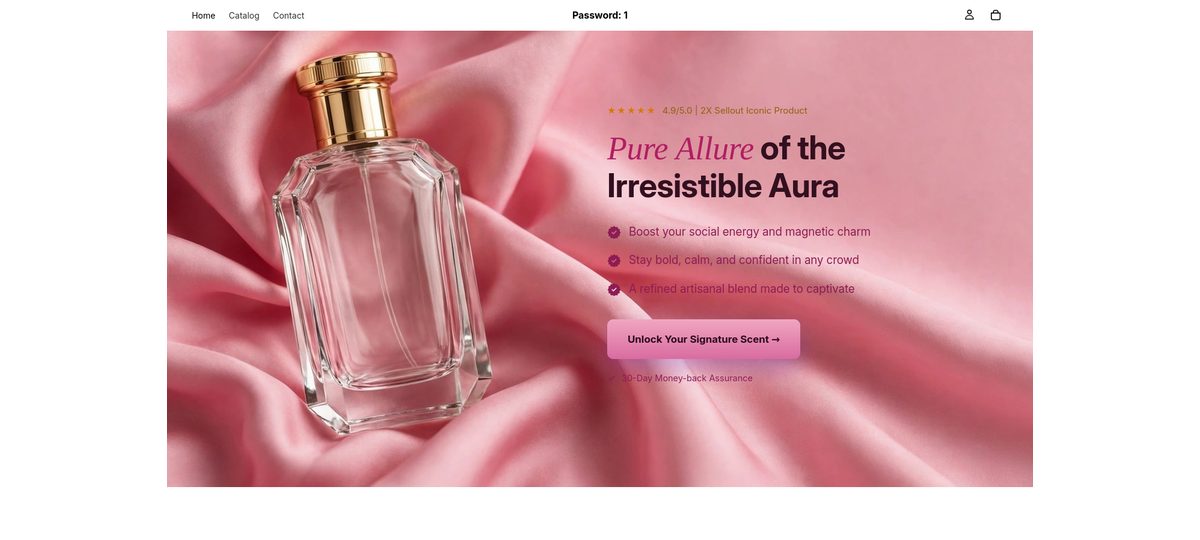 Home Catalog Contact Password: 1
★★★★★ 4.9/5.0 | 2X Sellout Iconic Product
Pure Allure of the
Irresistible Aura
Boost your social energy and magnetic charm
Stay bold, calm, and confident in any crowd
A refined artisanal blend made to captivate
Unlock Your Signature Scent →
30-Day Money-back Assurance